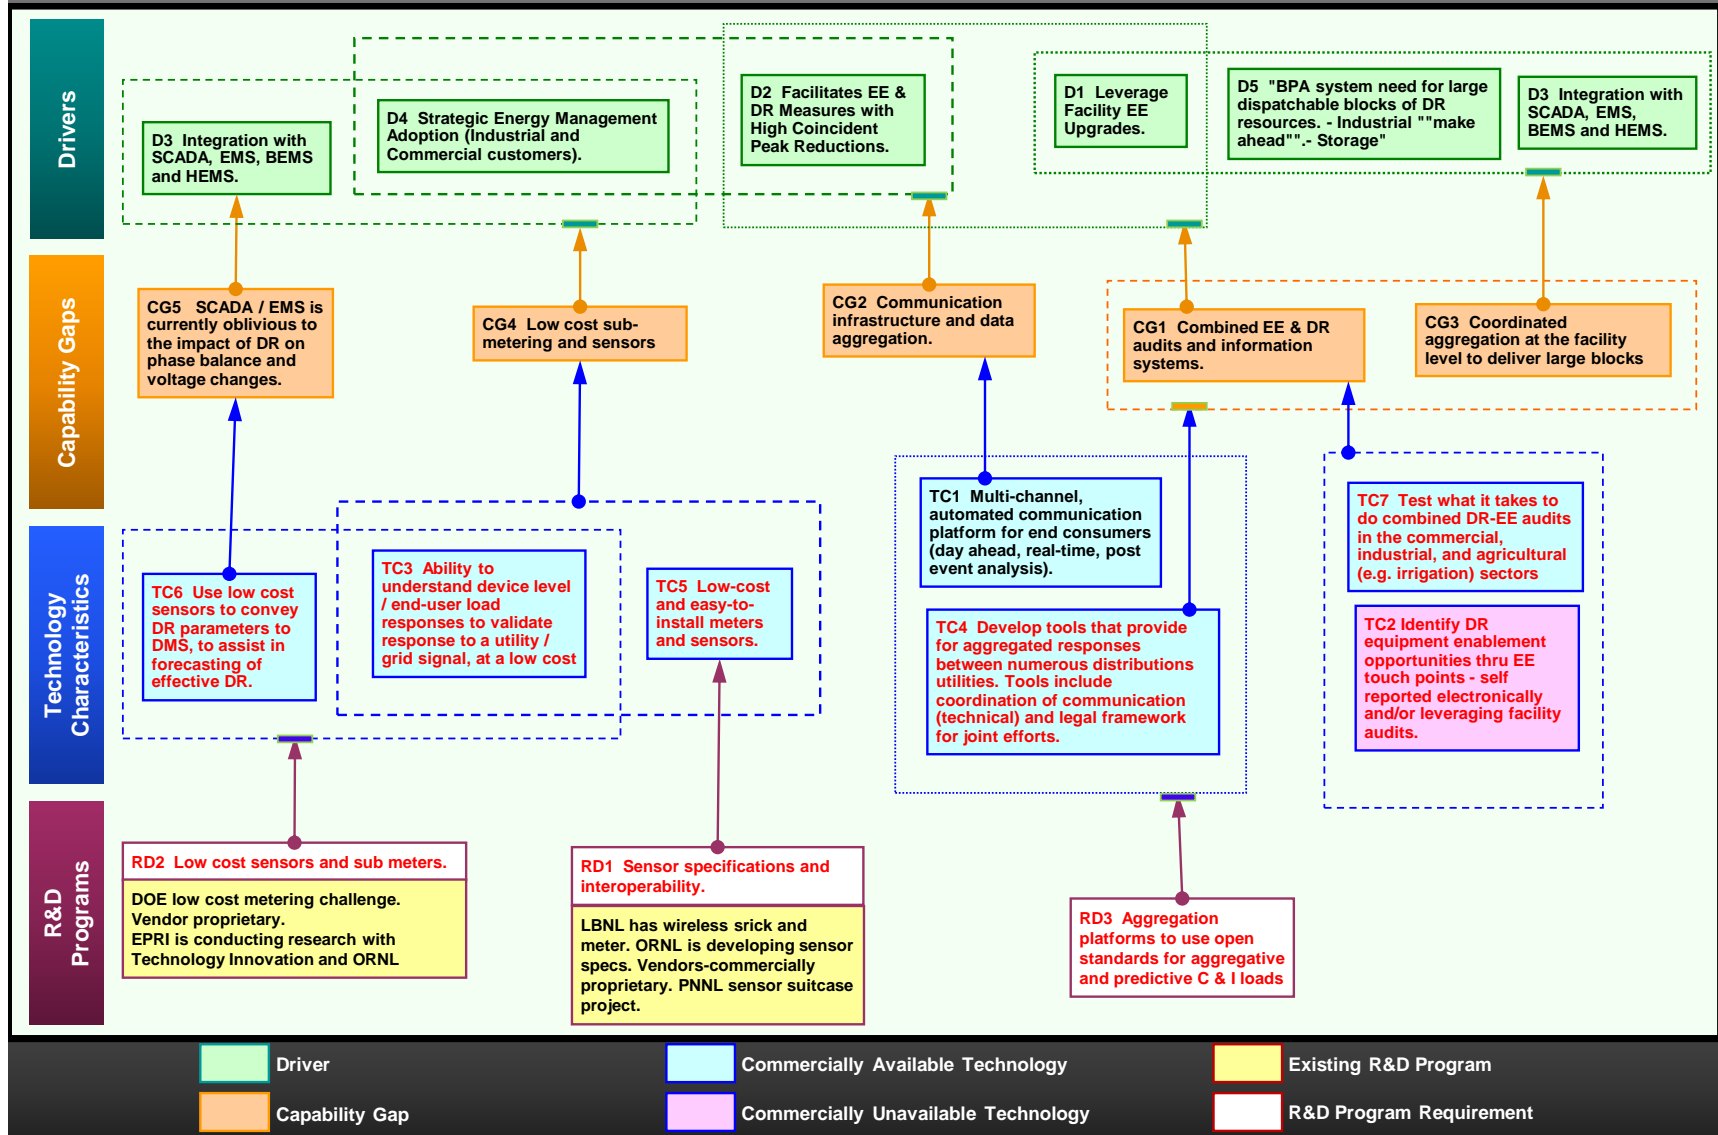 Drivers
D3 Integration with
SCADA, EMS, BEMS
and HEMS.
D4 Strategic Energy Management
Adoption (Industrial and
Commercial customers).
D2 Facilitates EE &
DR Measures with
High Coincident
Peak Reductions.
D1 Leverage
Facility EE
Upgrades.
D5 "BPA system need for large
dispatchable blocks of DR
resources. - Industrial ""make
ahead"".- Storage"
D3 Integration with
SCADA, EMS,
BEMS and HEMS.
Capability Gaps
CG5 SCADA / EMS is
currently oblivious to
the impact of DR on
phase balance and
voltage changes.
CG4 Low cost sub-
metering and sensors
CG2 Communication
infrastructure and data
aggregation.
CG1 Combined EE & DR
audits and information
systems.
CG3 Coordinated
aggregation at the facility
level to deliver large blocks
Technology
Characteristics
TC6 Use low cost
sensors to convey
DR parameters to
DMS, to assist in
forecasting of
effective DR.
TC3 Ability to
understand device level
/ end-user load
responses to validate
response to a utility /
grid signal, at a low cost
TC5 Low-cost
and easy-to-
install meters
and sensors.
TC1 Multi-channel,
automated communication
platform for end consumers
(day ahead, real-time, post
event analysis).
TC4 Develop tools that provide
for aggregated responses
between numerous distributions
utilities. Tools include
coordination of communication
(technical) and legal framework
for joint efforts.
TC7 Test what it takes to
do combined DR-EE audits
in the commercial,
industrial, and agricultural
(e.g. irrigation) sectors
TC2 Identify DR
equipment enablement
opportunities thru EE
touch points - self
reported electronically
and/or leveraging facility
audits.
R&D
Programs
RD2 Low cost sensors and sub meters.
DOE low cost metering challenge.
Vendor proprietary.
EPRI is conducting research with
Technology Innovation and ORNL
RD1 Sensor specifications and
interoperability.
LBNL has wireless srick and
meter. ORNL is developing sensor
specs. Vendors-commercially
proprietary. PNNL sensor suitcase
project.
RD3 Aggregation
platforms to use open
standards for aggregative
and predictive C & I loads
Driver
Commercially Available Technology
Existing R&D Program
Capability Gap
Commercially Unavailable Technology
R&D Program Requirement